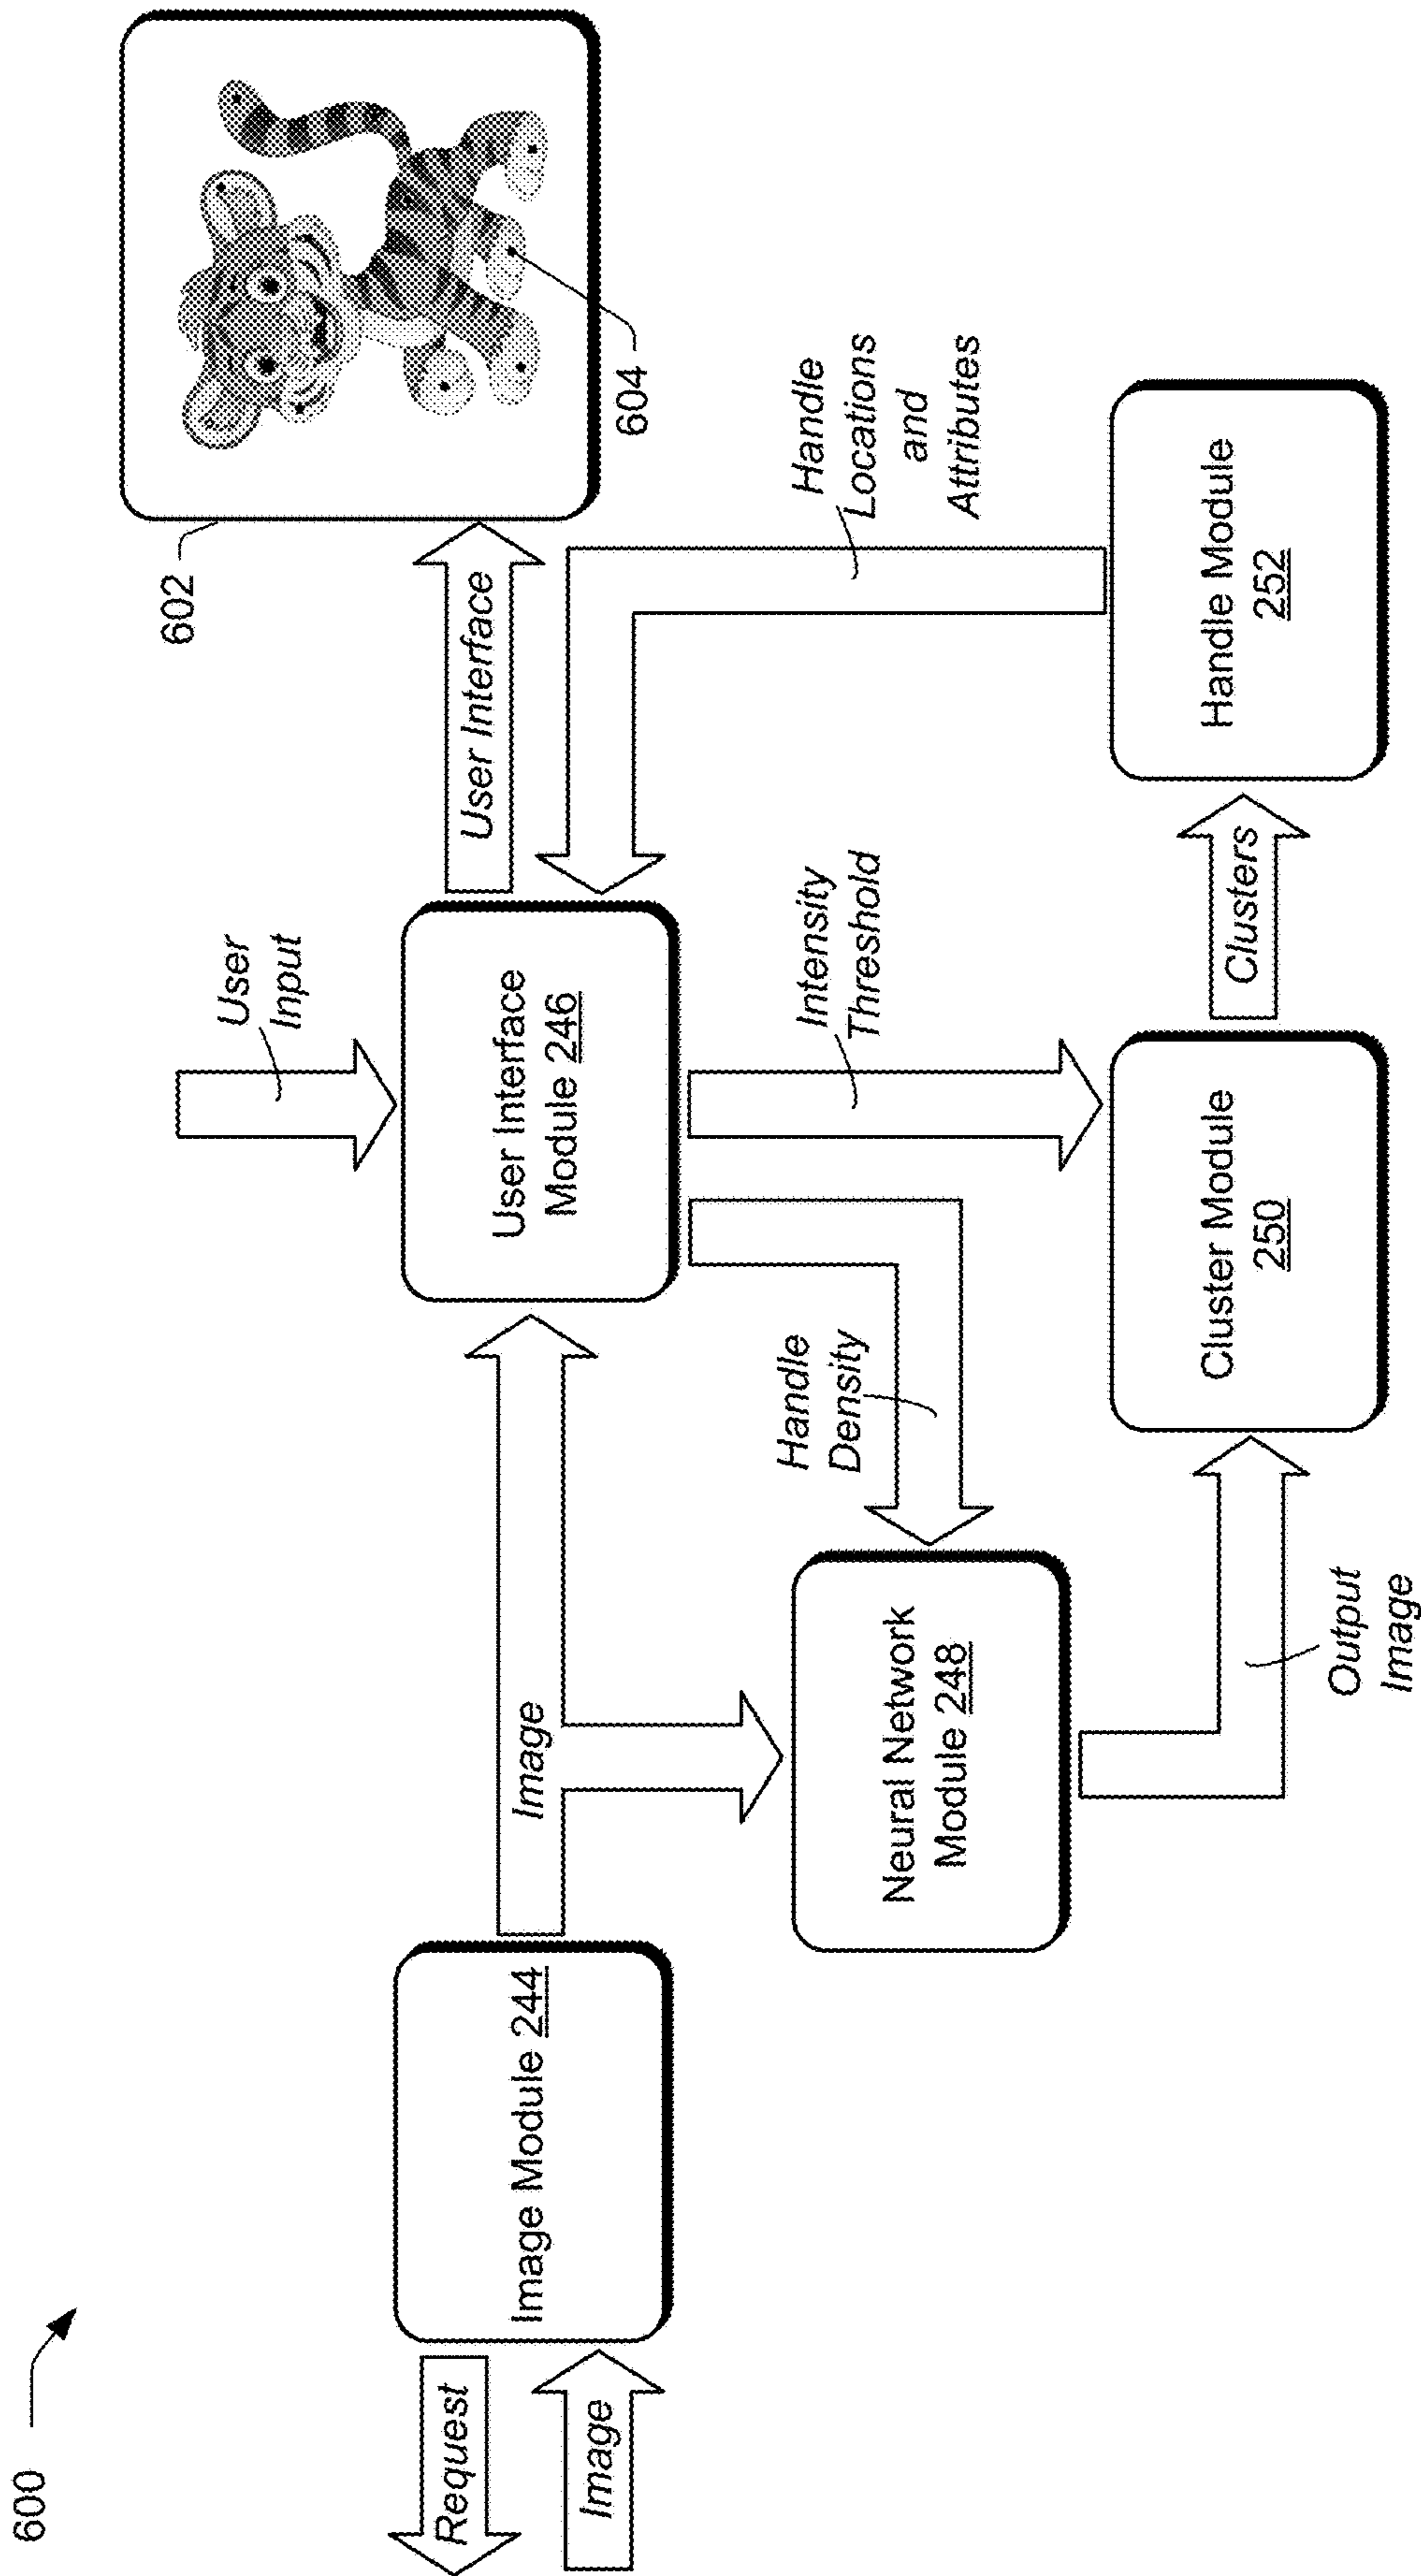 600
Request
Image
Image Module 244
Image
User
Input
User Interface
Module 246
User Interface
602
604
Handle
Density
Intensity
Threshold
Handle
Locations
and
Attributes
Neural Network
Module 248
Output
Image
Cluster Module
250
Clusters
Handle Module
252